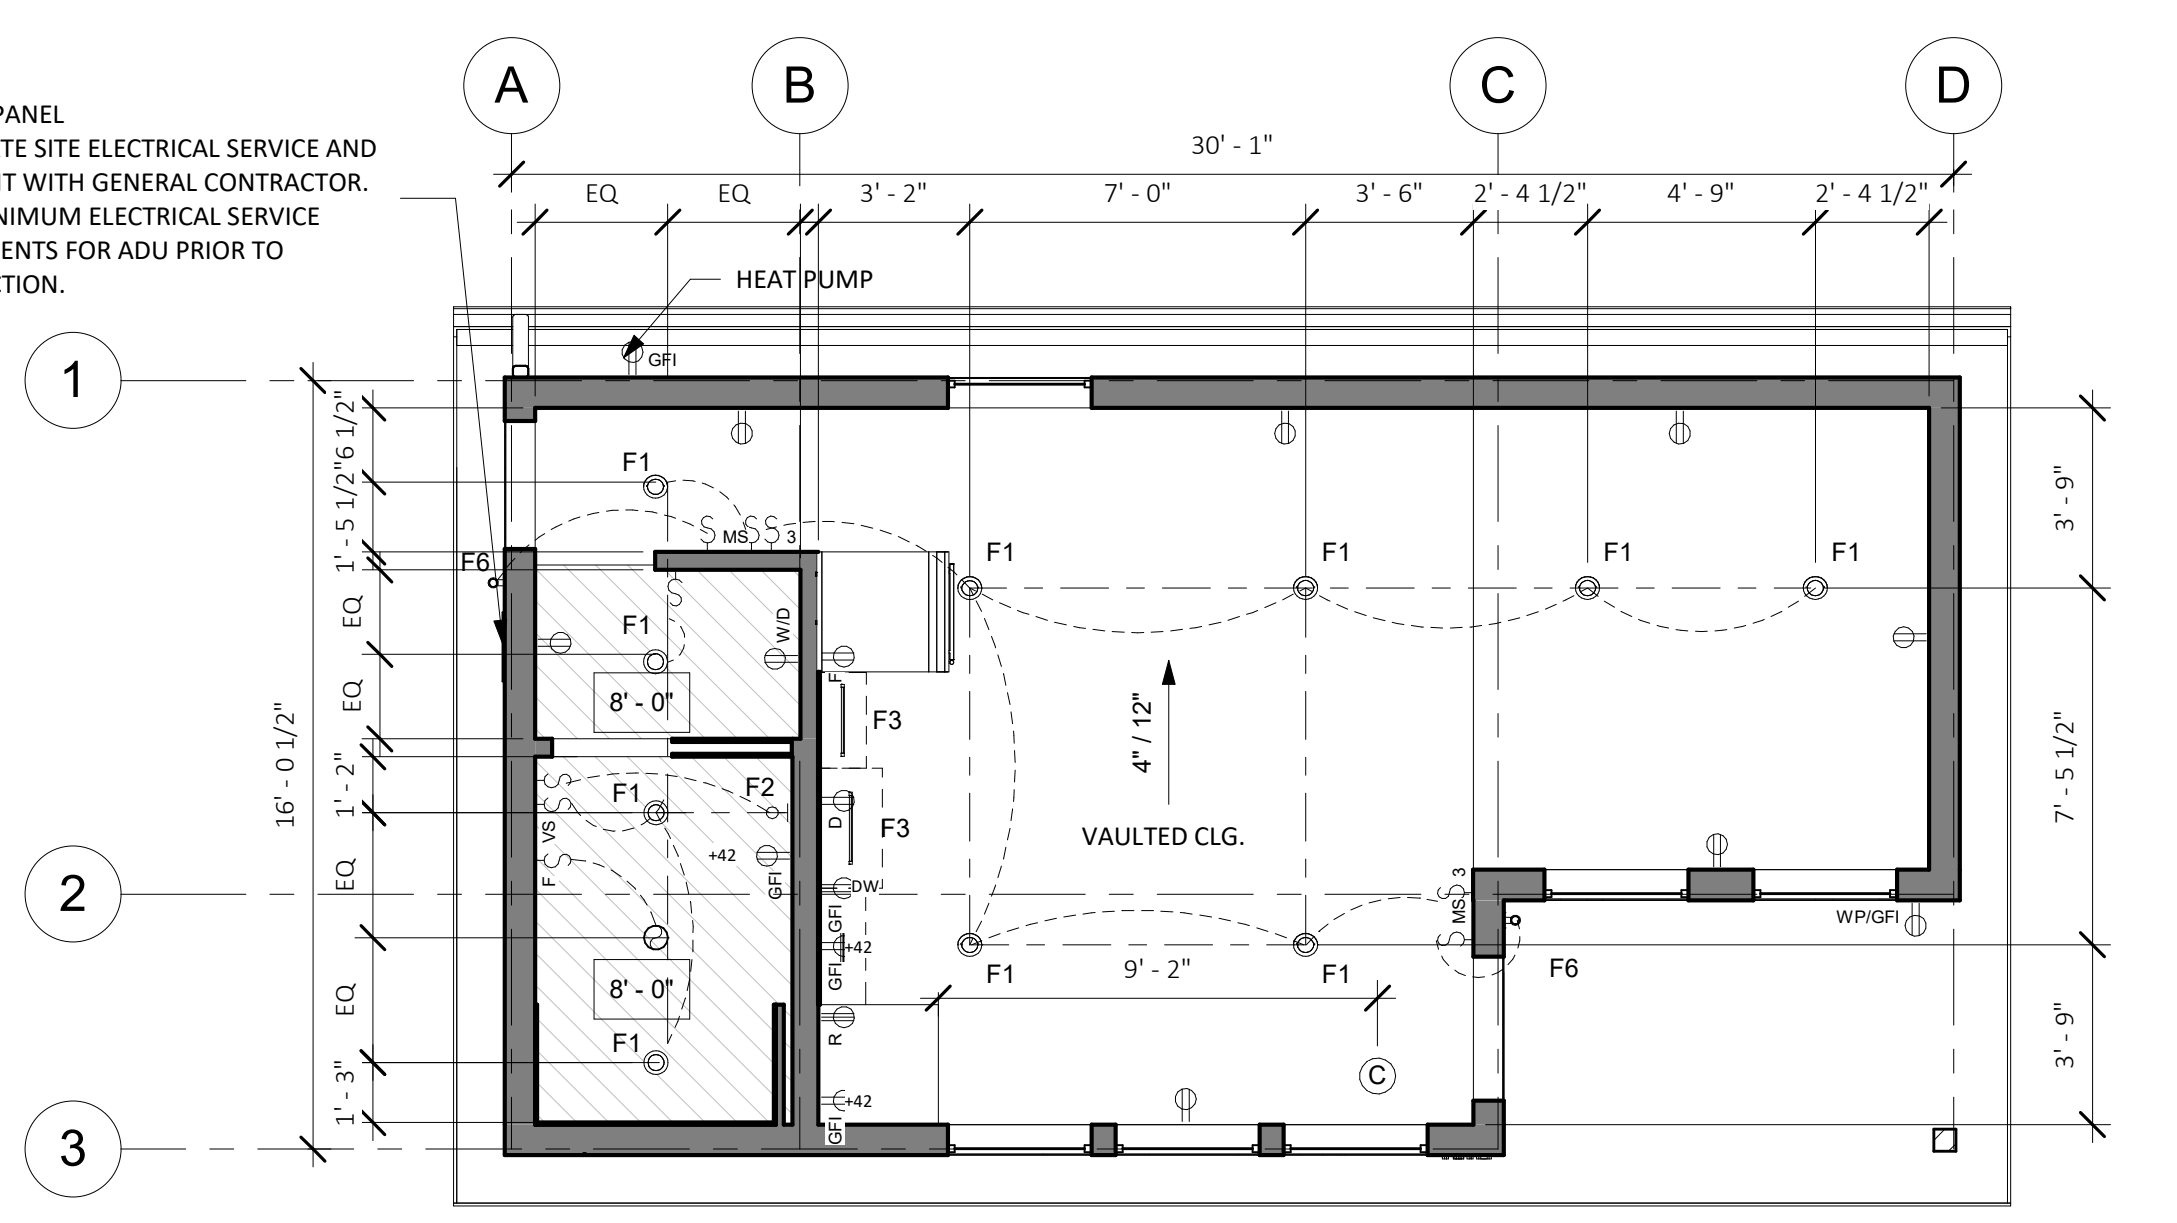 A
B
C
D
PANEL
TE SITE ELECTRICAL SERVICE AND
IT WITH GENERAL CONTRACTOR.
NIMUM ELECTRICAL SERVICE
ENTS FOR ADU PRIOR TO
CTION.
30' - 1"
EQ
EQ
3' - 2"
7' - 0"
3' - 6"
2' - 4 1/2"
4' - 9"
2' - 4 1/2"
HEAT PUMP
GFI
1
6 1/2"
1' - 5 1/2"
3' - 9"
F1
MS
3
F6
F1
F1
F1
F1
EQ
F1
W/D
EQ
8' - 0"
F
F3
4" / 12"
16' - 0 1/2"
7' - 5 1/2"
1' - 2"
F1
F2
VS
D
F3
VAULTED CLG.
+42
GFI
F
DW
EQ
2
MS
3
GFI
WP/GFI
+42
GFI
F1
9' - 2"
F1
F6
8' - 0"
EQ
R
F1
3' - 9"
C
1' - 3"
+42
GFI
3